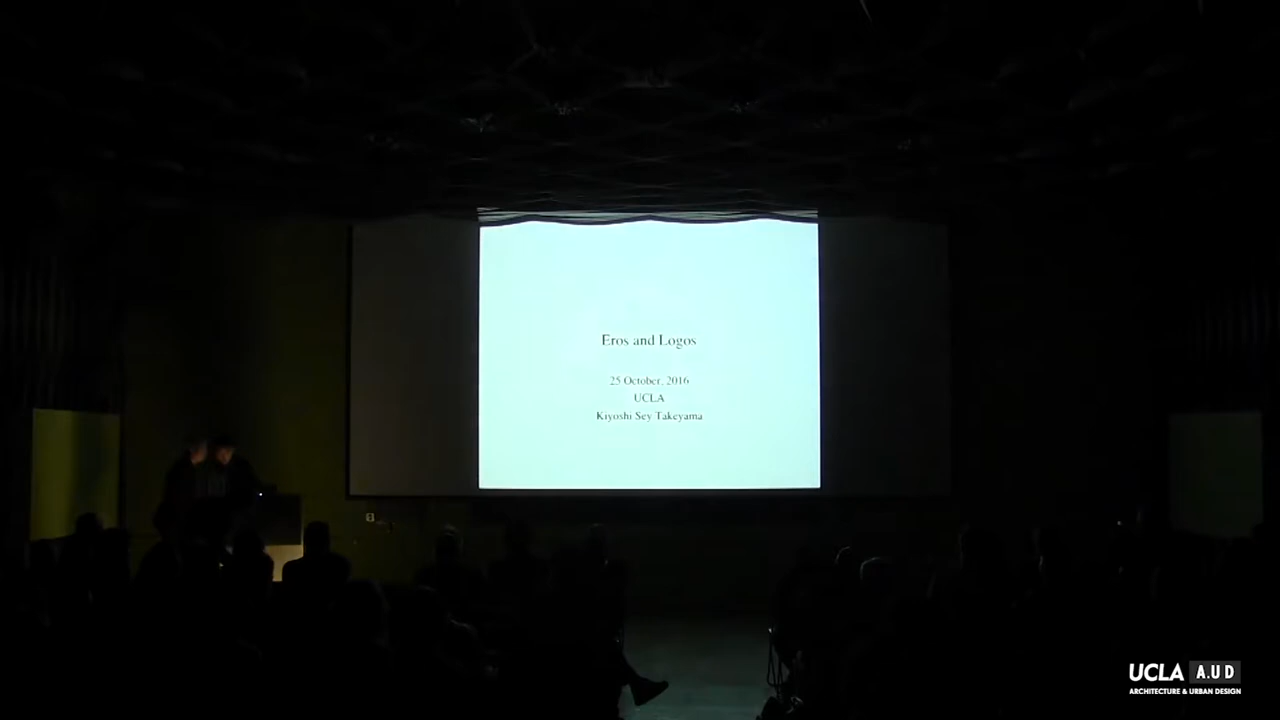 Eros and Logos
25 October, 2016
UCLA
Kiyoshi Sey Takeyama
UCLA A.UD
ARCHITECTURE & URBAN DESIGN